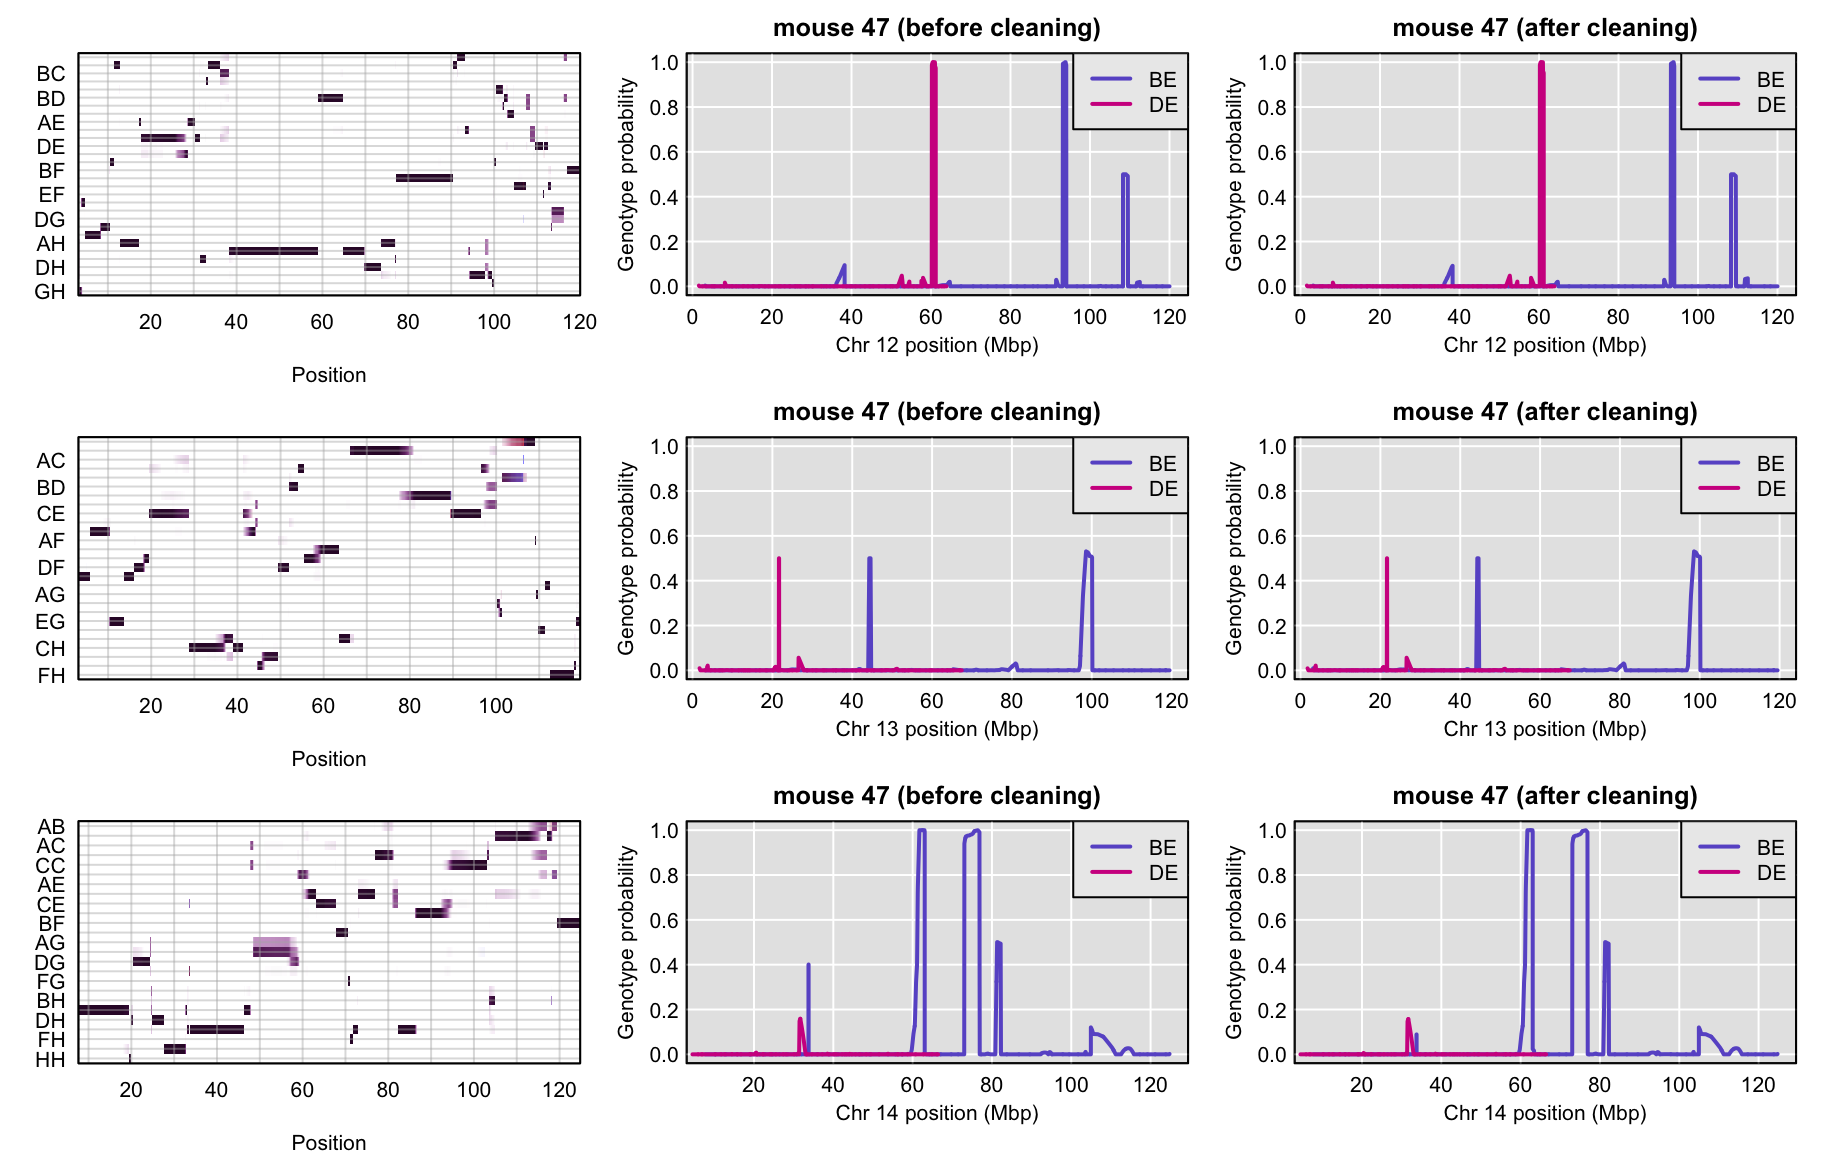 mouse 47 (before cleaning)
mouse 47 (after cleaning)
BC
BD
AE
DE
BF
EF
DG
AH
DH
GH
20 40 60 80 100 120
Position
Genotype probability
1.0
0.8
0.6
0.4
0.2
0.0
BE
DE
0 20 40 60 80 100 120
Chr 12 position (Mbp)
Genotype probability
1.0
0.8
0.6
0.4
0.2
0.0
BE
DE
0 20 40 60 80 100 120
Chr 12 position (Mbp)
mouse 47 (before cleaning)
mouse 47 (after cleaning)
AC
BD
CE
AF
DF
AG
EG
CH
FH
20 40 60 80 100
Position
Genotype probability
1.0
0.8
0.6
0.4
0.2
0.0
BE
DE
0 20 40 60 80 100 120
Chr 13 position (Mbp)
Genotype probability
1.0
0.8
0.6
0.4
0.2
0.0
BE
DE
0 20 40 60 80 100 120
Chr 13 position (Mbp)
mouse 47 (before cleaning)
mouse 47 (after cleaning)
AB
AC
CC
AE
CE
BF
AG
DG
FG
BH
DH
FH
HH
20 40 60 80 100 120
Position
Genotype probability
1.0
0.8
0.6
0.4
0.2
0.0
BE
DE
20 40 60 80 100 120
Chr 14 position (Mbp)
Genotype probability
1.0
0.8
0.6
0.4
0.2
0.0
BE
DE
20 40 60 80 100 120
Chr 14 position (Mbp)